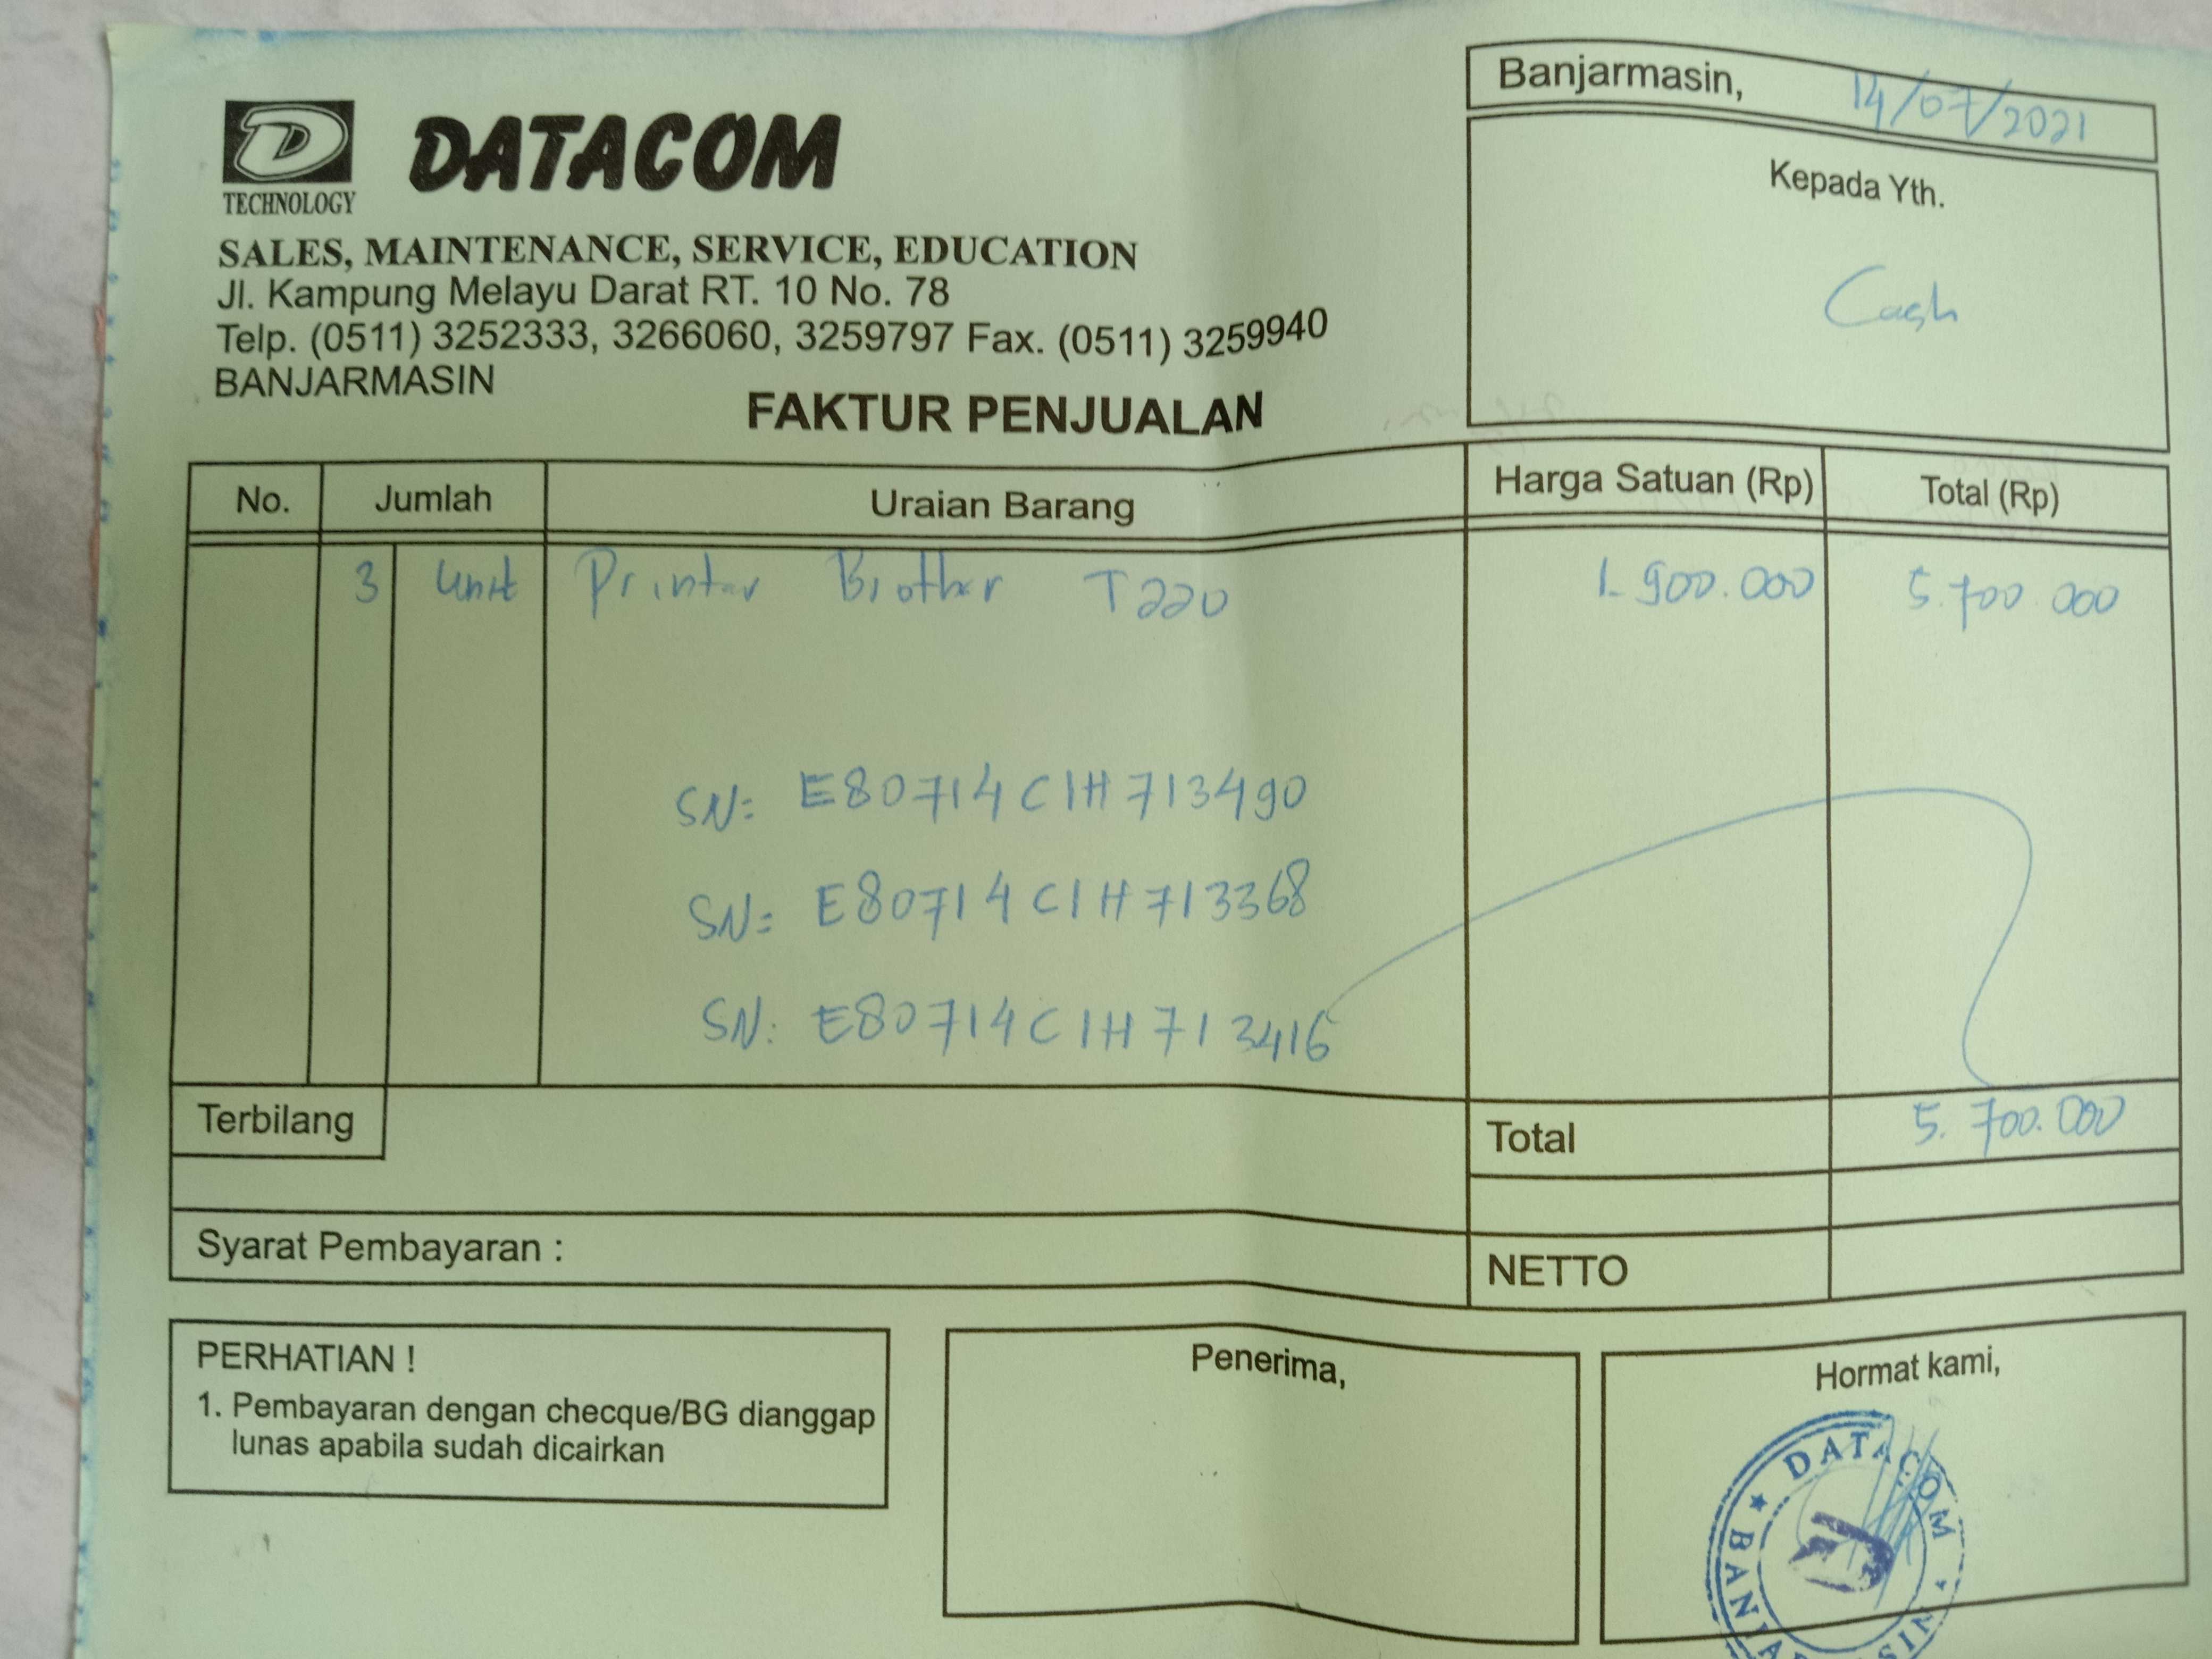 D
TECHNOLOGY
DATACOM
SALES, MAINTENANCE, SERVICE, EDUCATION
Jl. Kampung Melayu Darat RT. 10 No. 78
Telp. (0511) 3252333, 3266060, 3259797 Fax. (0511) 3259940
BANJARMASIN
FAKTUR PENJUALAN
Banjarmasin, 14/07/2021
Kepada Yth.
Cash
No. Jumlah Uraian Barang Harga Satuan (Rp) Total (Rp)
3 Unit Printer Brother T220 1.900.000 5.700.000
SN: E80714C1H713490
SN: E80714C1H713368
SN: E80714C1H713416
Terbilang
Total 5.700.000
Syarat Pembayaran :
NETTO
PERHATIAN !
1. Pembayaran dengan checque/BG dianggap
lunas apabila sudah dicairkan
Penerima,
Hormat kami,
DATACOM
BANJARMASIN